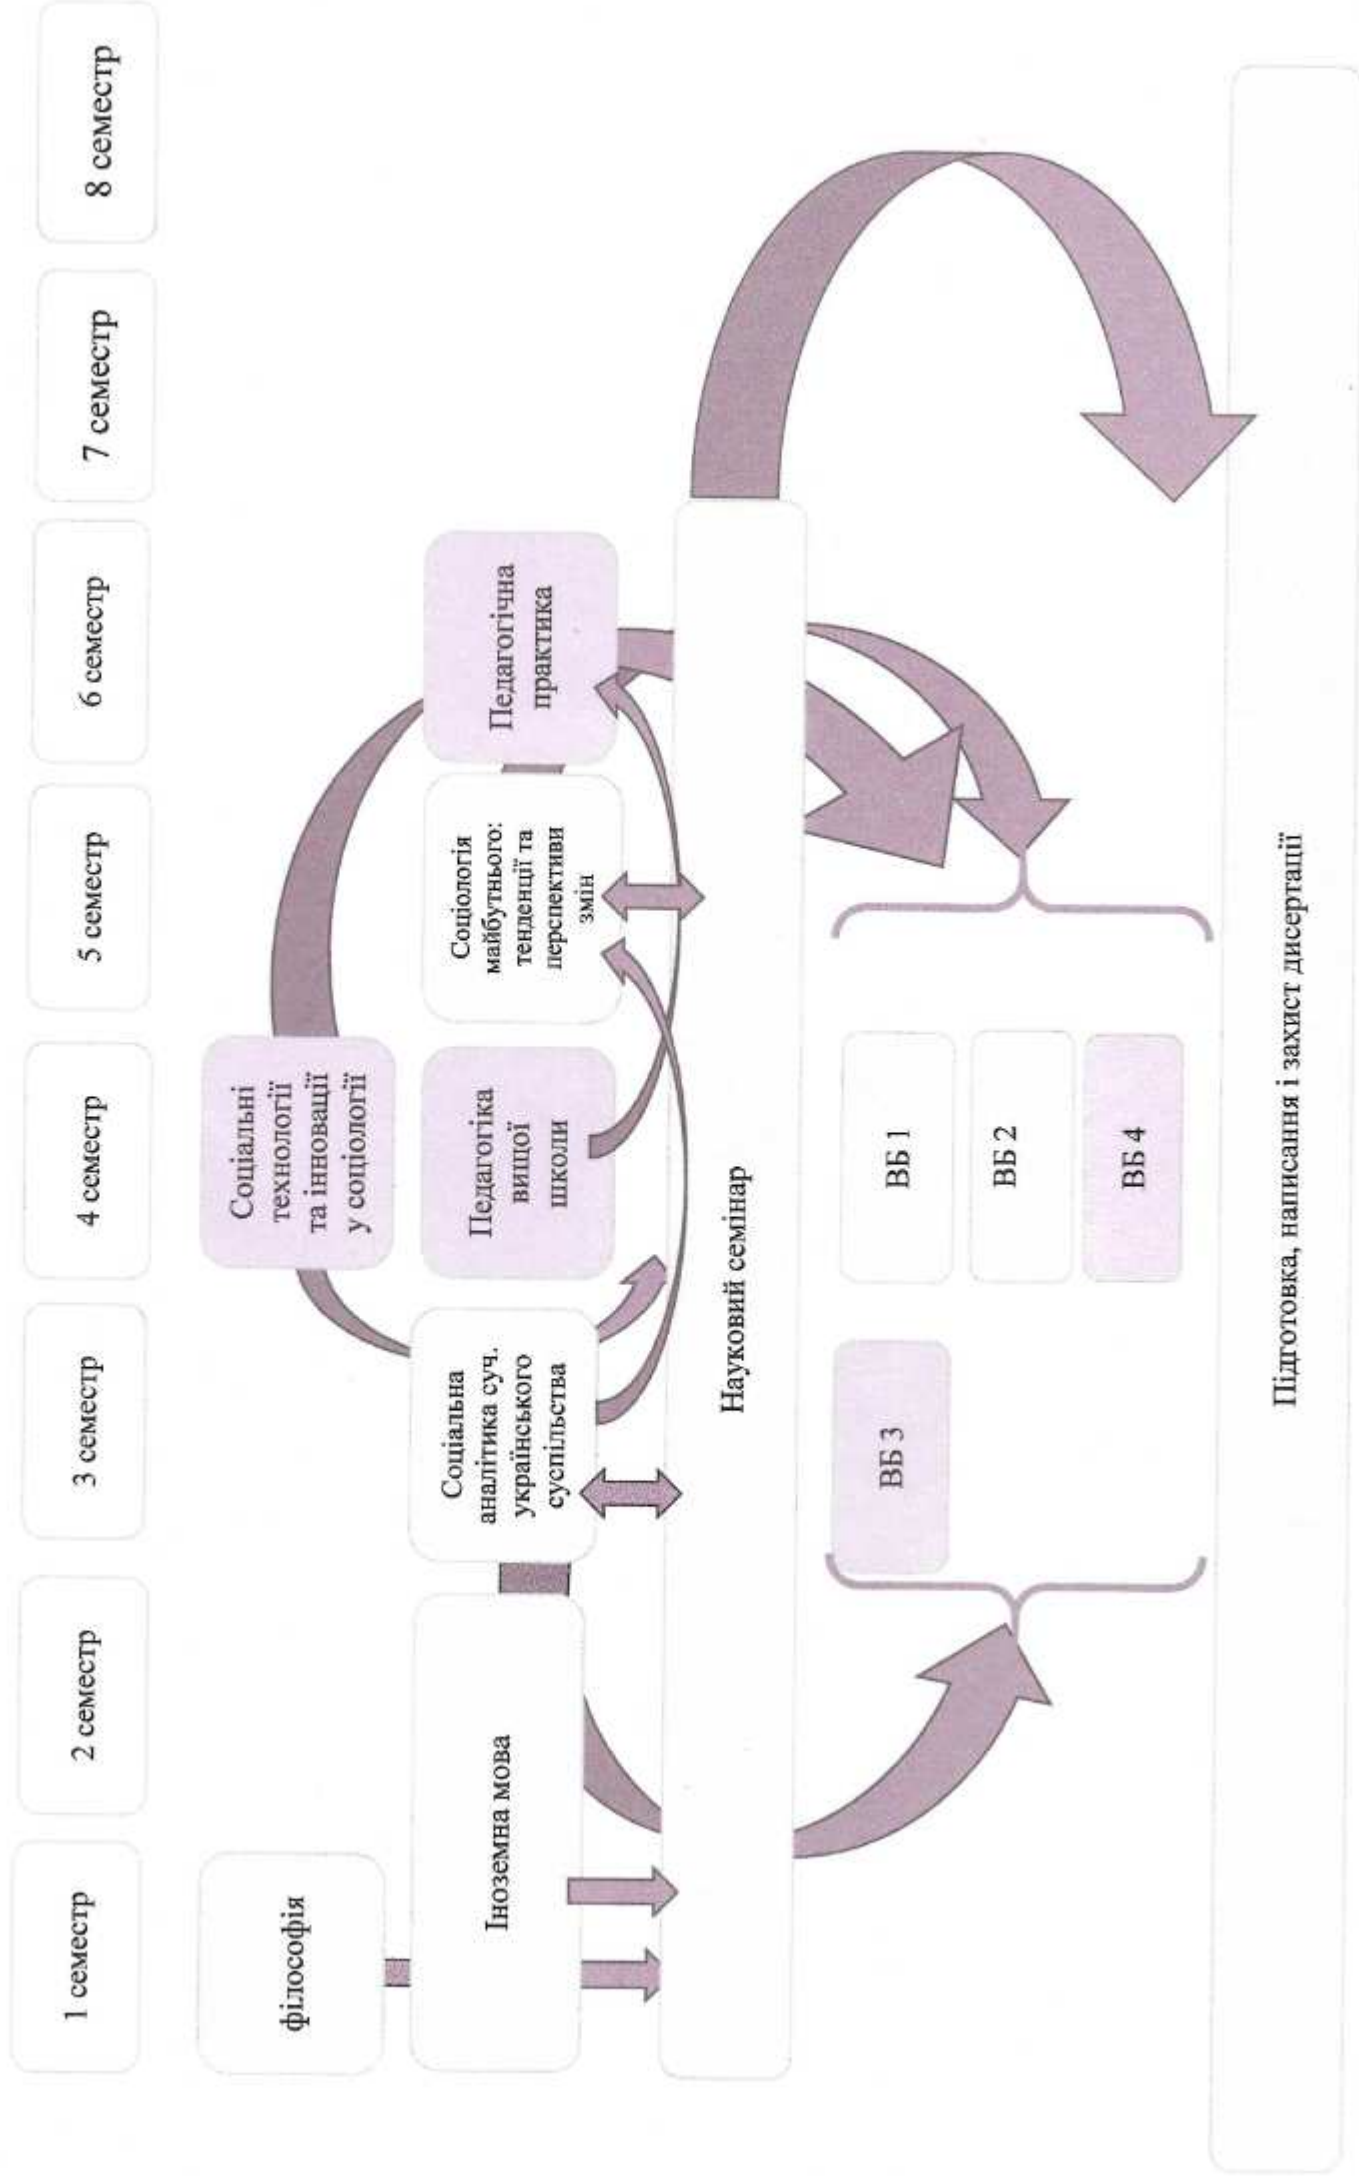 1 семестр
2 семестр
3 семестр
4 семестр
5 семестр
6 семестр
7 семестр
8 семестр
філософія
Соціальні
технології
та інновації
у соціології
Іноземна мова
Соціальна
аналітика суч.
українського
суспільства
Педагогіка
вищої
школи
Соціологія
майбутнього:
тенденції та
перспективи
змін
Педагогічна
практика
Науковий семінар
ВБ 3
ВБ 1
ВБ 2
ВБ 4
Підготовка, написання і захист дисертації